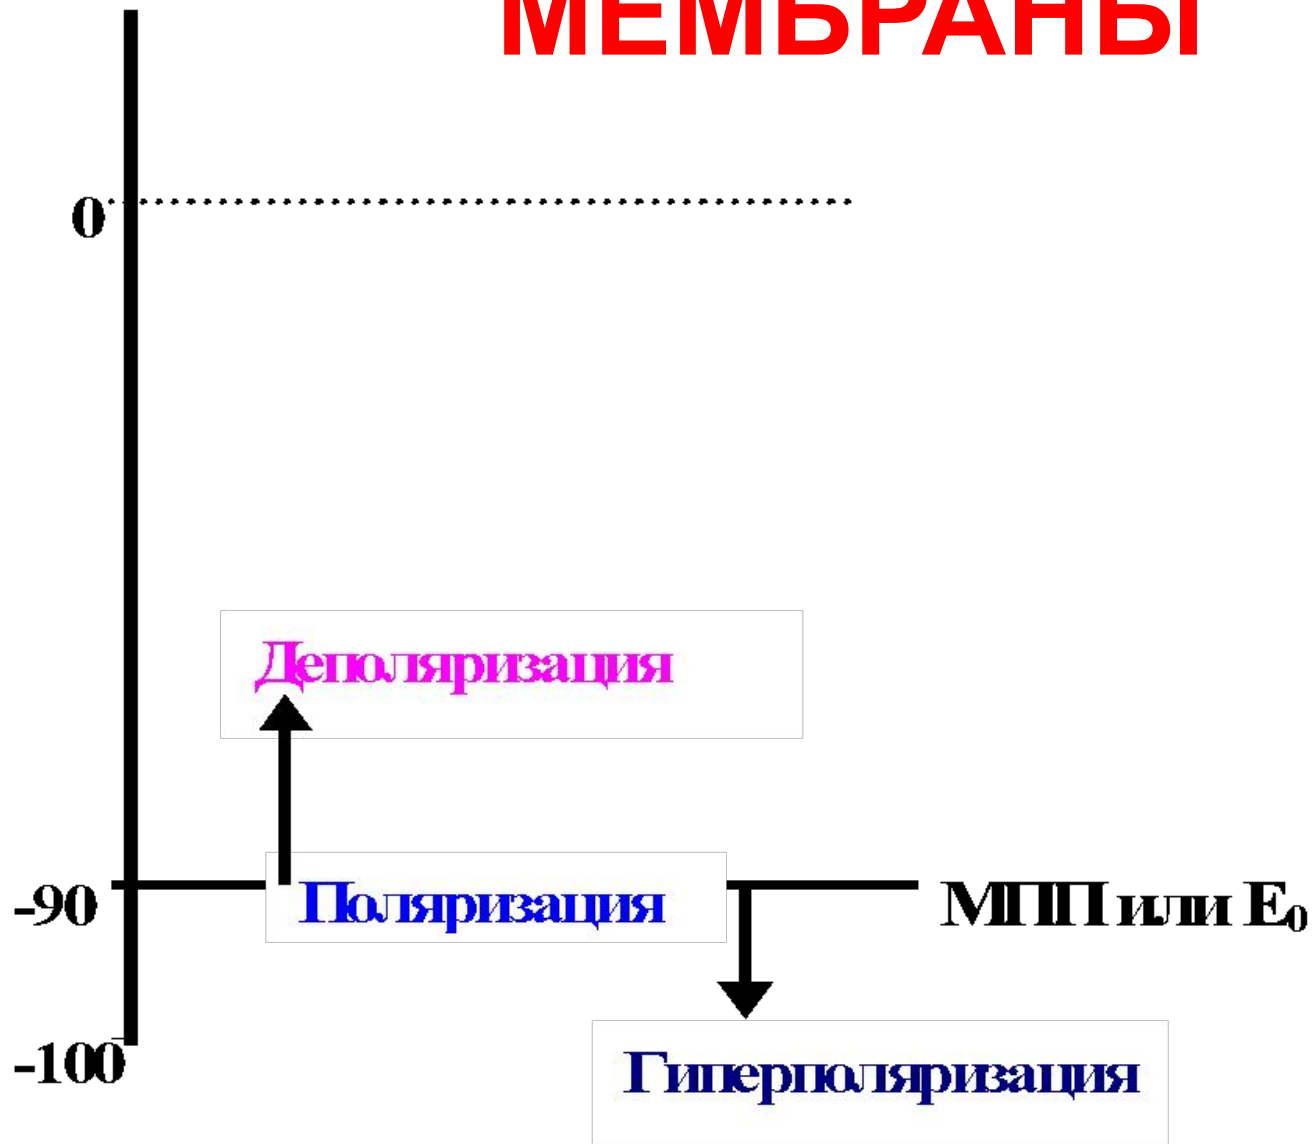 МЕМБРАНЫ
0
Деполяризация
-90
Поляризация
МПП или E₀
-100
Гиперполяризация